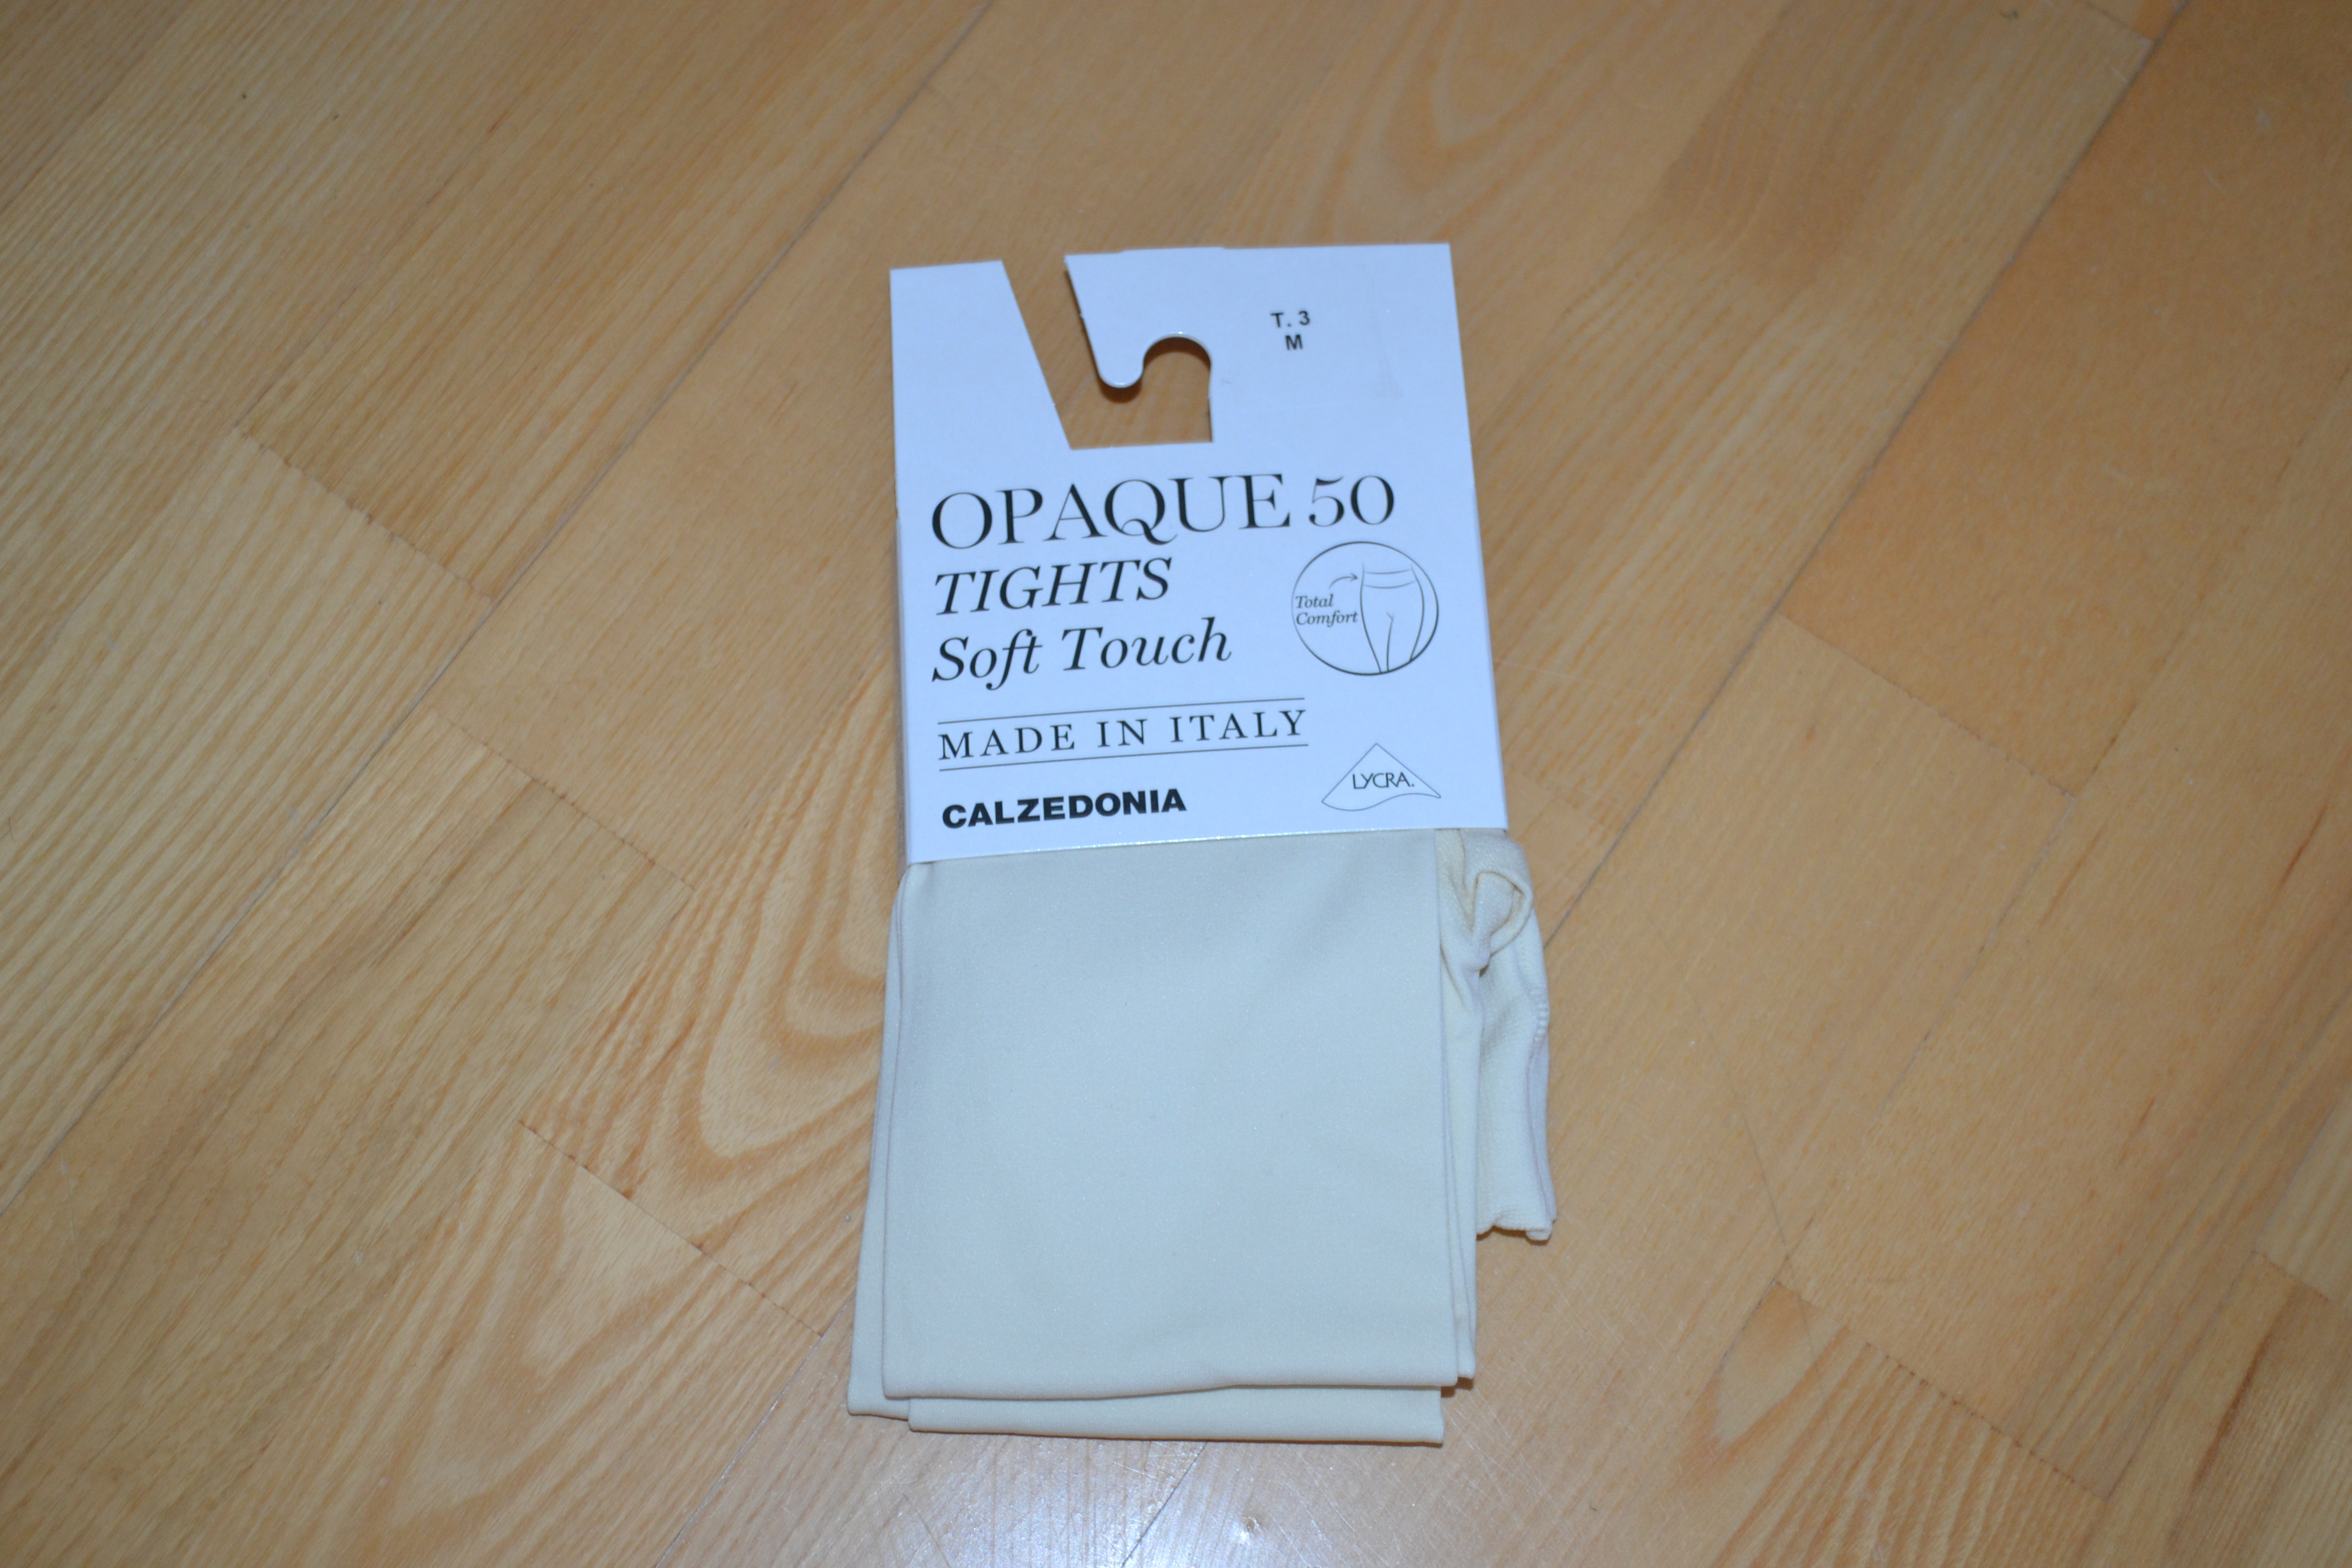 T. 3
M
OPAQUE 50
TIGHTS
Soft Touch
Total
Comfort
MADE IN ITALY
LYCRA.
CALZEDONIA